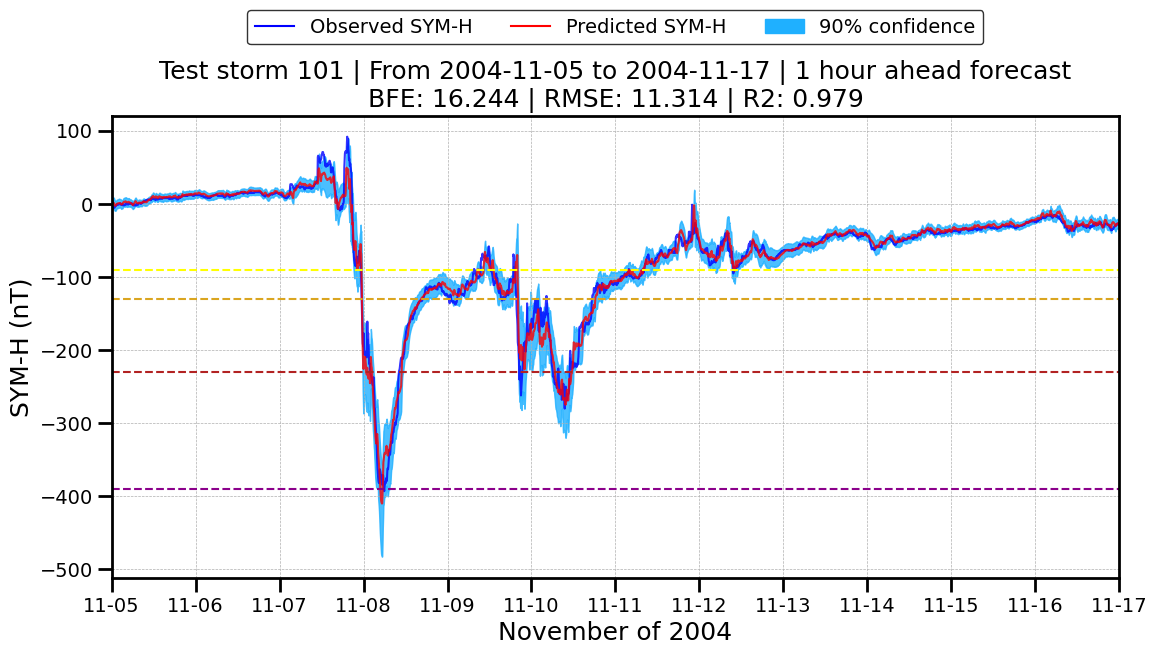 Observed SYM-H Predicted SYM-H 90% confidence
Test storm 101 | From 2004-11-05 to 2004-11-17 | 1 hour ahead forecast
BFE: 16.244 | RMSE: 11.314 | R2: 0.979
100
0
−100
−200
−300
−400
−500
SYM-H (nT)
11-05 11-06 11-07 11-08 11-09 11-10 11-11 11-12 11-13 11-14 11-15 11-16 11-17
November of 2004